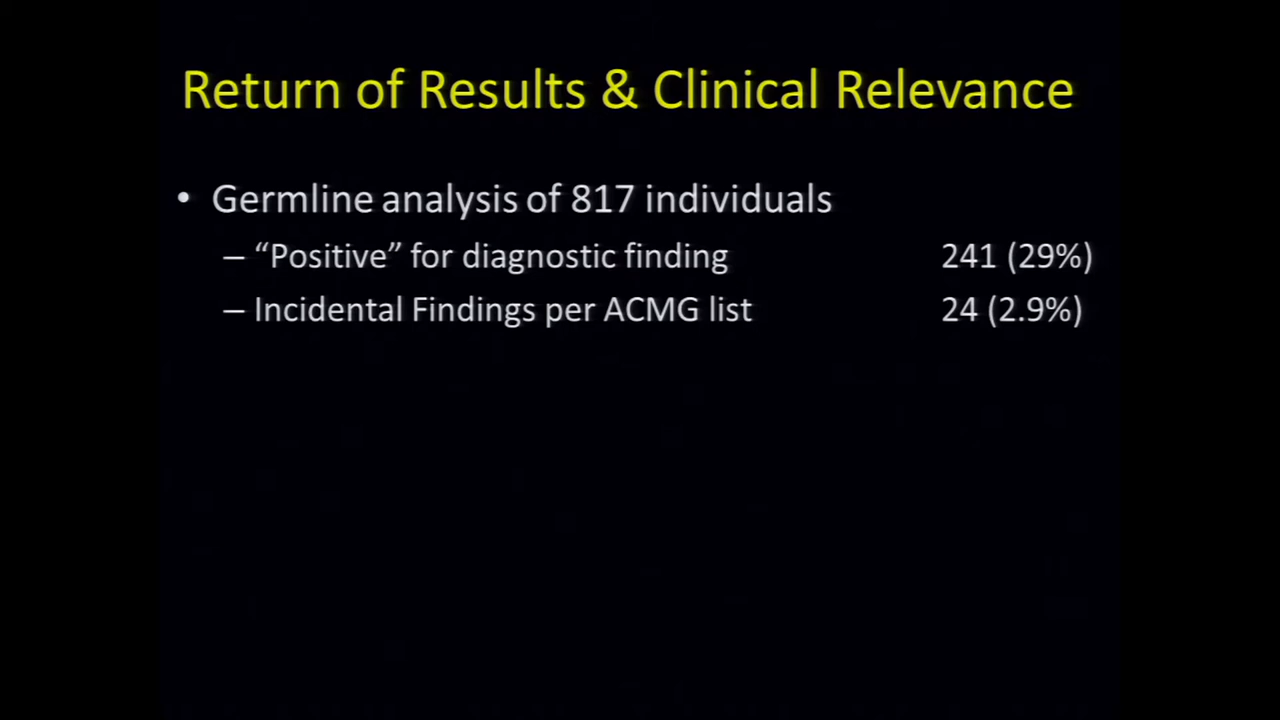 Return of Results & Clinical Relevance
• Germline analysis of 817 individuals
– “Positive” for diagnostic finding 241 (29%)
– Incidental Findings per ACMG list 24 (2.9%)